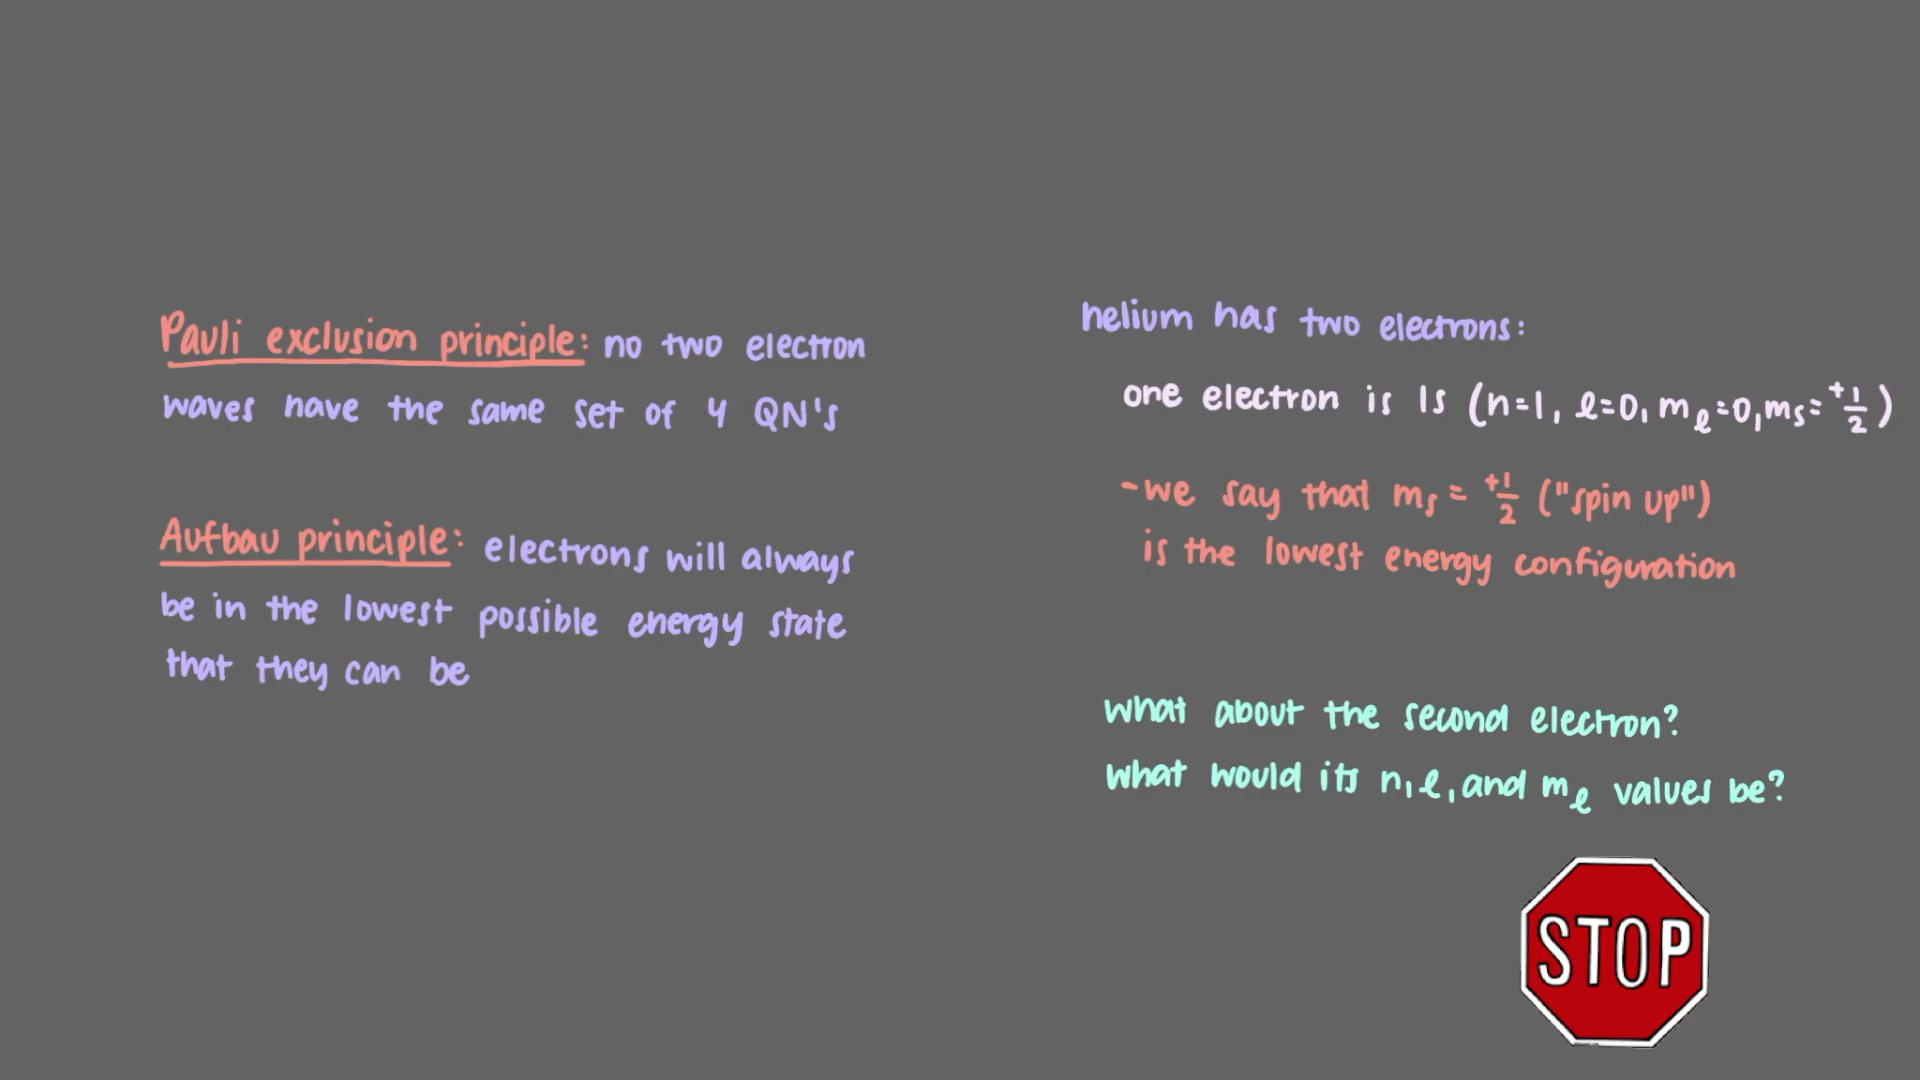 Pauli exclusion principle: no two electron
waves have the same set of 4 QN's
Aufbau principle: electrons will always
be in the lowest possible energy state
that they can be
helium has two electrons:
one electron is 1s (n=1, ℓ=0, mℓ=0, ms=+1/2)
-we say that ms = +1/2 ("spin up")
is the lowest energy configuration
what about the second electron?
what would its n, ℓ, and mℓ values be?
STOP